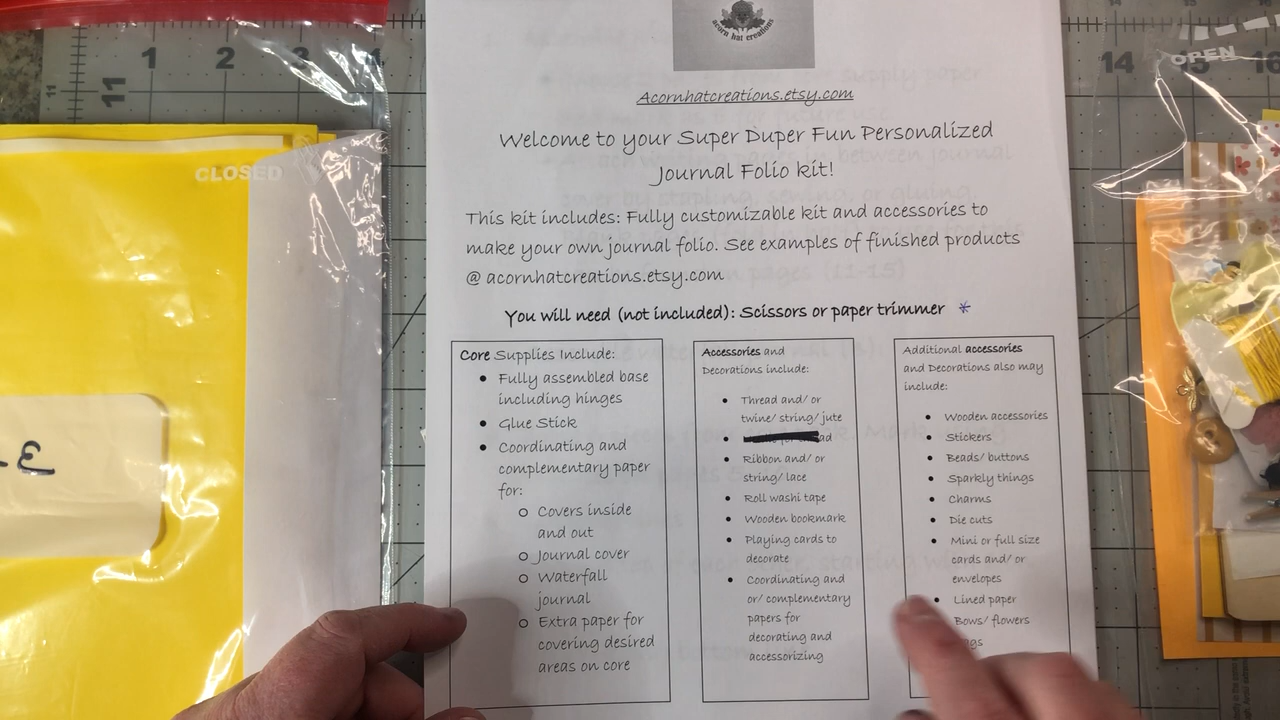 acorn hat creations
Acornhatcreations.etsy.com
Welcome to your Super Duper Fun Personalized
Journal Folio kit!
This kit includes: Fully customizable kit and accessories to
make your own journal folio. See examples of finished products
@ acornhatcreations.etsy.com
You will need (not included): Scissors or paper trimmer *
Core Supplies Include:
• Fully assembled base
including hinges
• Glue Stick
• Coordinating and
complementary paper
for:
o Covers inside
and out
o Journal cover
o Waterfall
journal
o Extra paper for
covering desired
areas on core
Accessories and
Decorations include:
• Thread and/ or
twine/ string/ jute
• Ribbon and/ or
string/ lace
• Roll washi tape
• Wooden bookmark
• Playing cards to
decorate
• Coordinating and
or/ complementary
papers for
decorating and
accessorizing
Additional accessories
and Decorations also may
include:
• Wooden accessories
• Stickers
• Beads/ buttons
• Sparkly things
• Charms
• Die cuts
• Mini or full size
cards and/ or
envelopes
• Lined paper
Bows/ flowers
CLOSED
OPEN
3
1 2 3 4
11
11
14 15 16